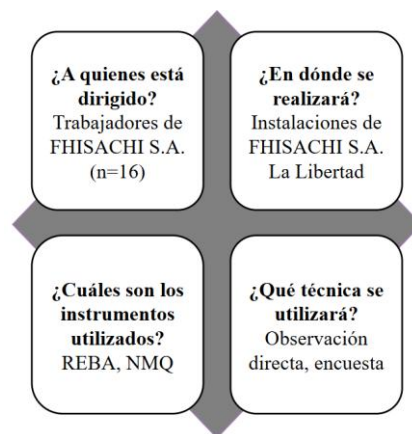 ¿A quienes está
dirigido?
Trabajadores de
FHISACHI S.A.
(n=16)
¿En dónde se
realizará?
Instalaciones de
FHISACHI S.A.
La Libertad
¿Cuáles son los
instrumentos
utilizados?
REBA, NMQ
¿Qué técnica se
utilizará?
Observación
directa, encuesta